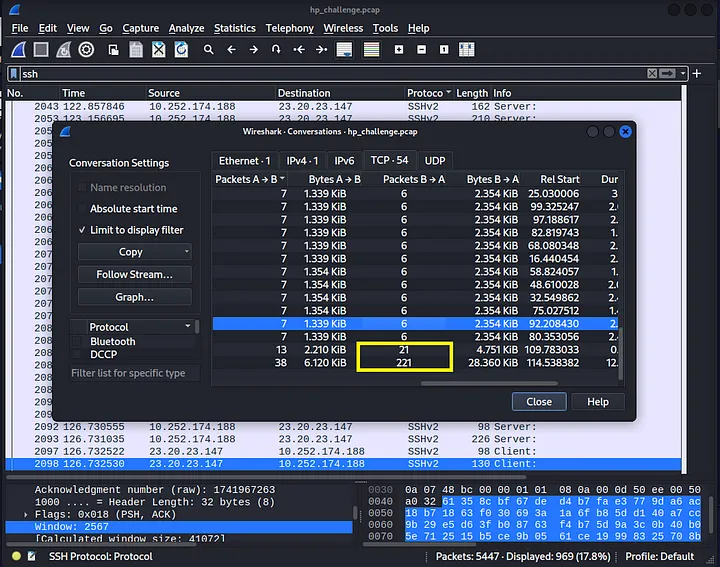 hp_challenge.pcap
File Edit View Go Capture Analyze Statistics Telephony Wireless Tools Help
ssh
No. Time Source Destination Protoco Length Info
2043 122.857846 10.252.174.188 23.20.23.147 SSHv2 162 Server:
2053 123.156695 10.252.174.188 23.20.23.147 SSHv2 210 Server:
Wireshark · Conversations · hp_challenge.pcap
Conversation Settings
Name resolution
Absolute start time
Limit to display filter
Copy
Follow Stream…
Graph…
Protocol
Bluetooth
DCCP
Filter list for specific type
Ethernet · 1 IPv4 · 1 IPv6 TCP · 54 UDP
Packets A → B Bytes A → B Packets B → A Bytes B → A Rel Start Dur
7 1.339 KiB 6 2.354 KiB 25.030006 3
7 1.339 KiB 6 2.354 KiB 99.325247 2.
7 1.339 KiB 6 2.354 KiB 97.188617 2.
7 1.339 KiB 6 2.354 KiB 82.819743 1.
7 1.339 KiB 6 2.354 KiB 68.080348 2.
7 1.339 KiB 6 2.354 KiB 16.440454 2.
7 1.354 KiB 6 2.354 KiB 58.824057 1.
7 1.354 KiB 6 2.354 KiB 48.610028 2.
7 1.354 KiB 6 2.354 KiB 32.549862 2.
7 1.354 KiB 6 2.354 KiB 75.027512 1.
7 1.339 KiB 6 2.354 KiB 92.208430 2.
7 1.339 KiB 6 2.354 KiB 80.353056 2.
13 2.210 KiB 21 4.751 KiB 109.783033 0.
38 6.120 KiB 221 28.360 KiB 114.538382 12.
Close Help
2092 126.730555 10.252.174.188 23.20.23.147 SSHv2 98 Server:
2093 126.731035 10.252.174.188 23.20.23.147 SSHv2 226 Server:
2097 126.732522 23.20.23.147 10.252.174.188 SSHv2 98 Client:
2098 126.732530 23.20.23.147 10.252.174.188 SSHv2 130 Client:
Acknowledgment number (raw): 1741967263
1000 .... = Header Length: 32 bytes (8)
Flags: 0x018 (PSH, ACK)
Window: 2567
[Calculated window size: 41072]
0030 0a 07 48 bc 00 00 01 01 08 0a 00 0d 50 ee 00 50
0040 a0 32 61 35 8c bf 67 de d4 b7 fa e3 77 9d a6 ac
0050 18 b7 18 63 f0 30 69 3a 1a 6f b8 5d d1 40 a7 cc
0060 9b 29 e5 d6 3f b0 87 63 f4 b7 5d 9a 3c 0b 40 b0
0070 5e 71 25 15 b5 ce 9b 05 61 ce 19 99 83 25 70 8b
SSH Protocol: Protocol
Packets: 5447 · Displayed: 969 (17.8%)
Profile: Default